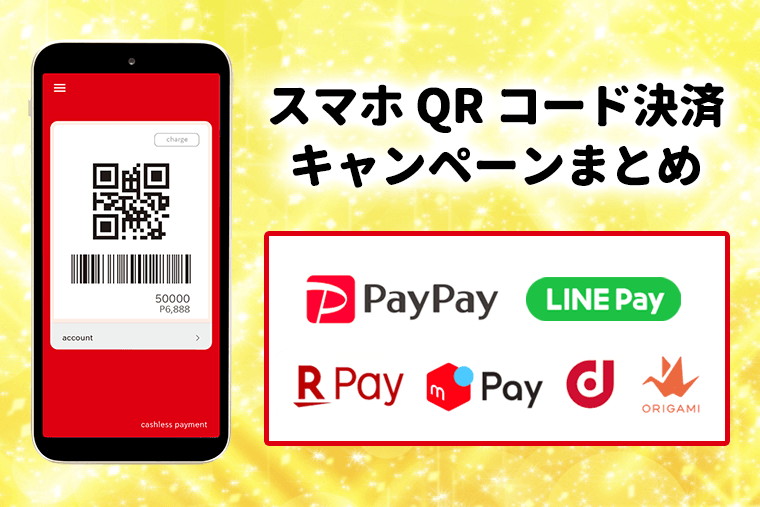 スマホ QR コード決済
キャンペーンまとめ
charge
50000
P6,888
account
cashless payment
PayPay
LINE Pay
R Pay
m Pay
d
ORIGAMI